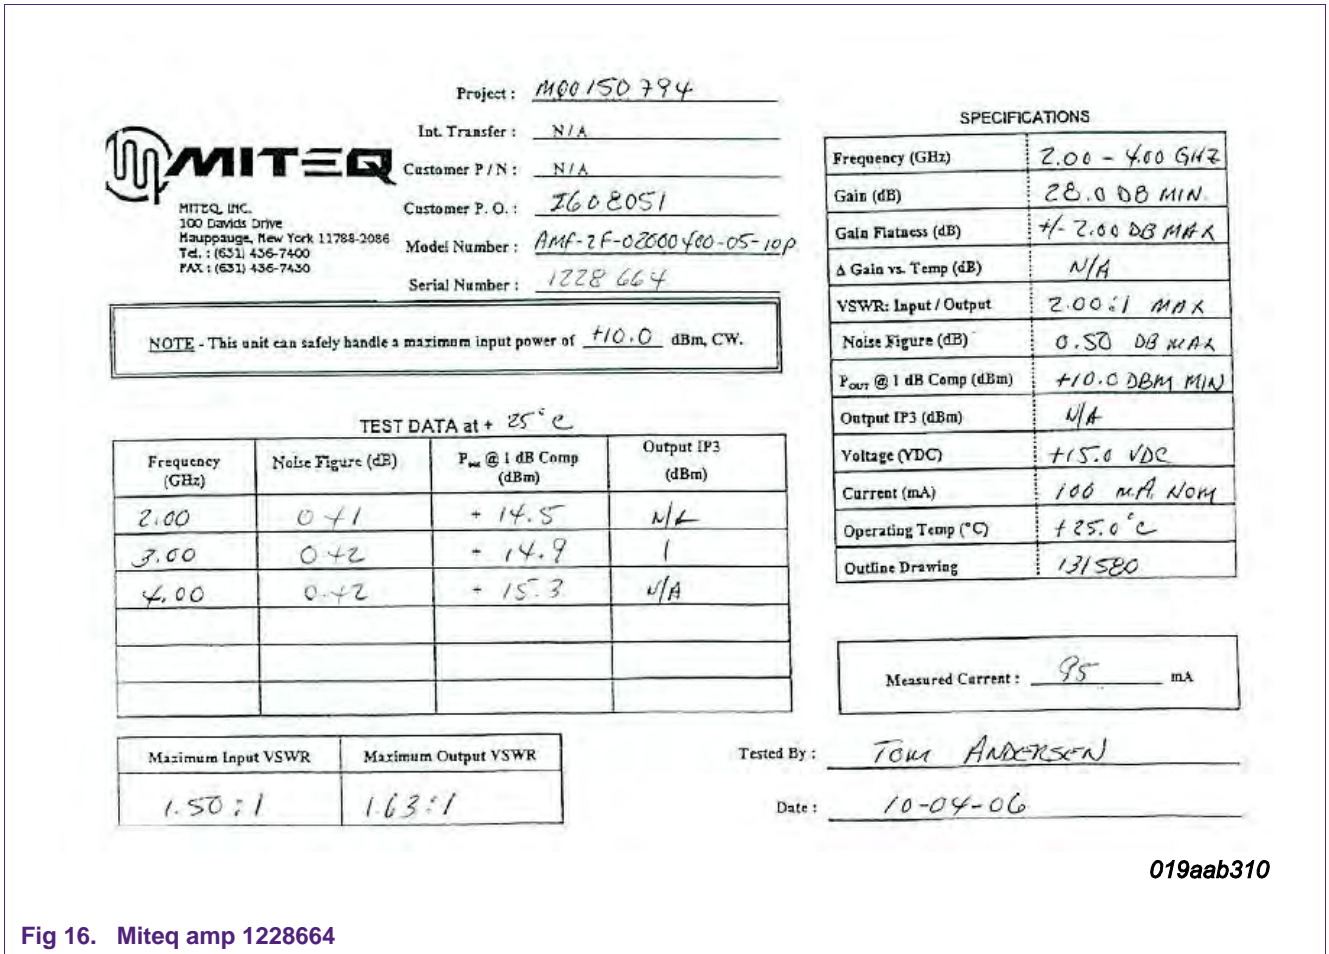 Project : M00150794
Int. Transfer : N/A
MITEQ
Customer P/N : N/A
MITEQ, INC.
100 Davids Drive
Hauppauge, New York 11788-2086
Tel. : (631) 436-7400
FAX : (631) 436-7430
Customer P. O. : I608051
Model Number : AMF-2F-02000400-05-10P
Serial Number : 1228664
NOTE - This unit can safely handle a maximum input power of +10.0 dBm, CW.
SPECIFICATIONS
Frequency (GHz) 2.00 - 4.00 GHZ
Gain (dB) 28.0 DB MIN.
Gain Flatness (dB) +/- 2.00 DB MAX
Δ Gain vs. Temp (dB) N/A
VSWR: Input / Output 2.00:1 MAX
Noise Figure (dB) 0.50 DB MAX
POUT @ 1 dB Comp (dBm) +10.0 DBM MIN
Output IP3 (dBm) N/A
Voltage (VDC) +15.0 VDC
Current (mA) 100 MA NOM
Operating Temp (°C) +25.0°C
Outline Drawing 131580
TEST DATA at + 25°C
Frequency (GHz) Noise Figure (dB) Pout @ 1 dB Comp (dBm) Output IP3 (dBm)
2.00 0.41 + 14.5 N/A
3.00 0.42 + 14.9 |
4.00 0.42 + 15.3 N/A
Measured Current : 95 mA
Maximum Input VSWR Maximum Output VSWR
1.50:1 1.63:1
Tested By : TOM ANDERSEN
Date : 10-04-06
019aab310
Fig 16. Miteq amp 1228664